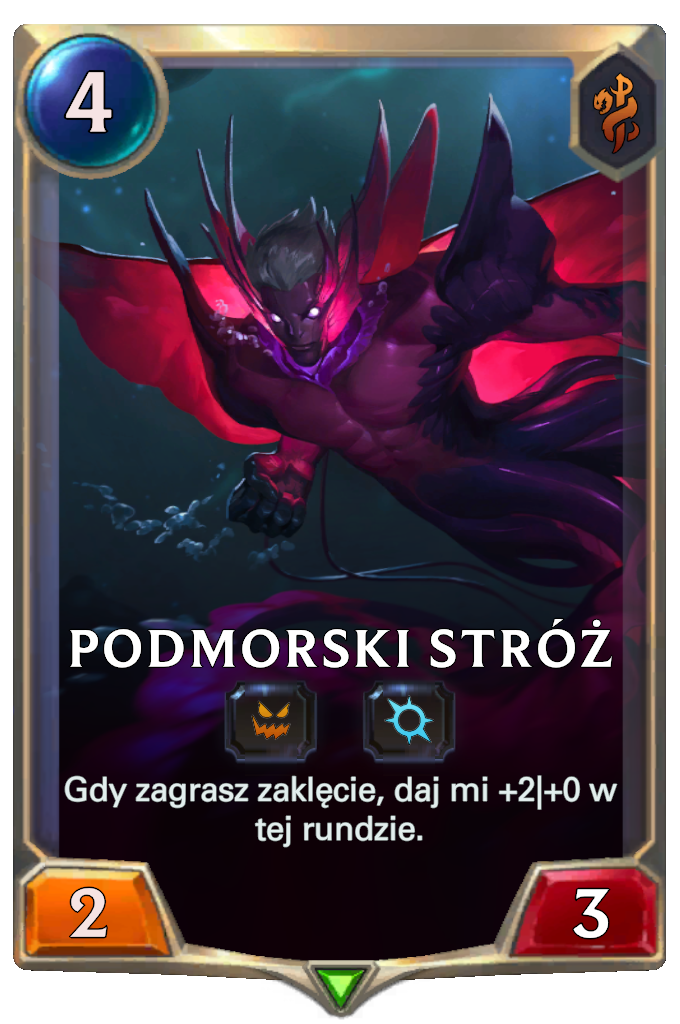 4
PODMORSKI STRÓŻ
Gdy zagrasz zaklęcie, daj mi +2|+0 w
tej rundzie.
2
3